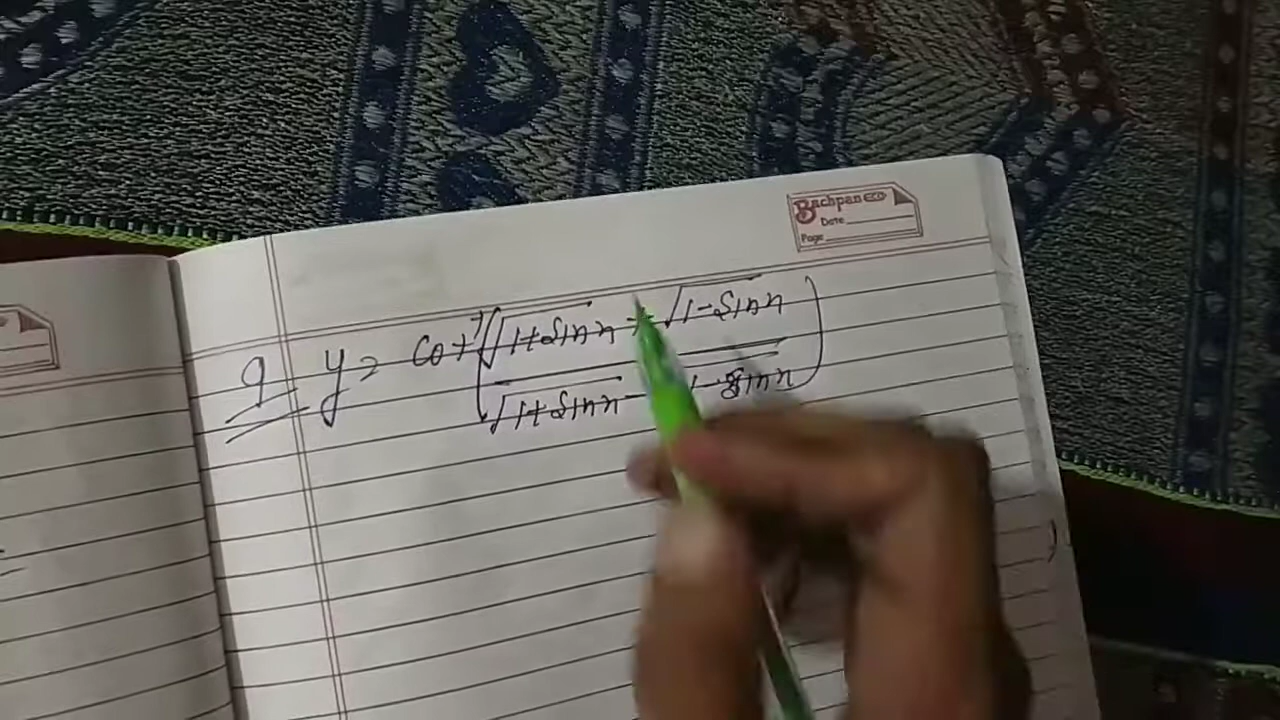 Bachpan
Date
Page
q y = cot⁻¹ (√1+sinx + √1-sinx
√1+sinx - 1-sinx)